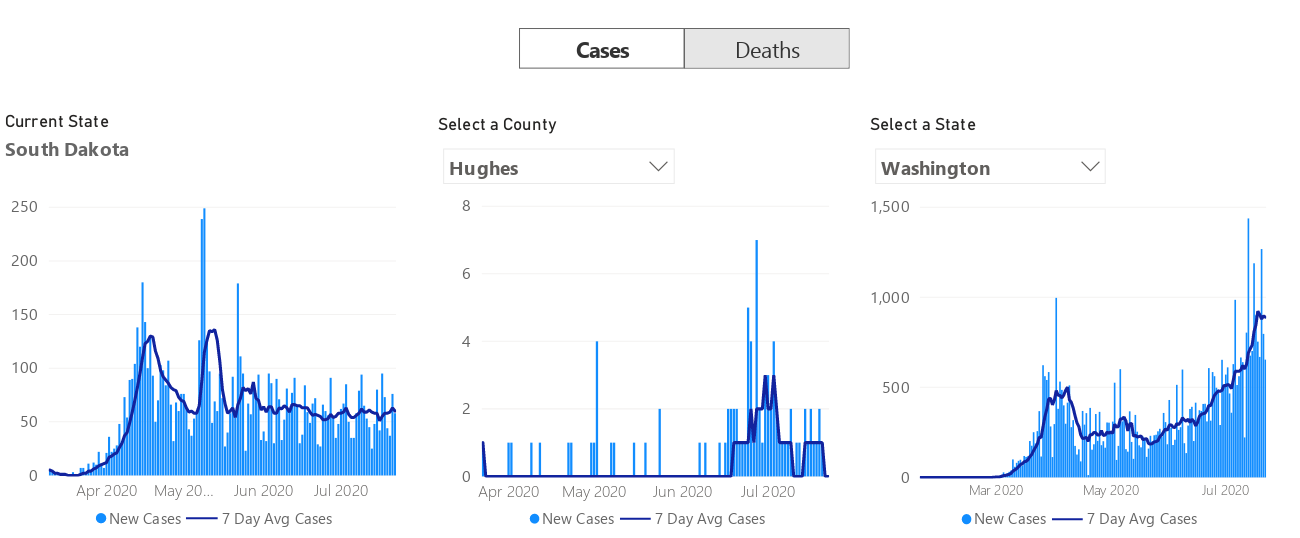 Cases Deaths
Current State
South Dakota
250
200
150
100
50
0
Apr 2020 May 20... Jun 2020 Jul 2020
New Cases 7 Day Avg Cases
Select a County
Hughes
8
6
4
2
0
Apr 2020 May 2020 Jun 2020 Jul 2020
New Cases 7 Day Avg Cases
Select a State
Washington
1,500
1,000
500
0
Mar 2020 May 2020 Jul 2020
New Cases 7 Day Avg Cases